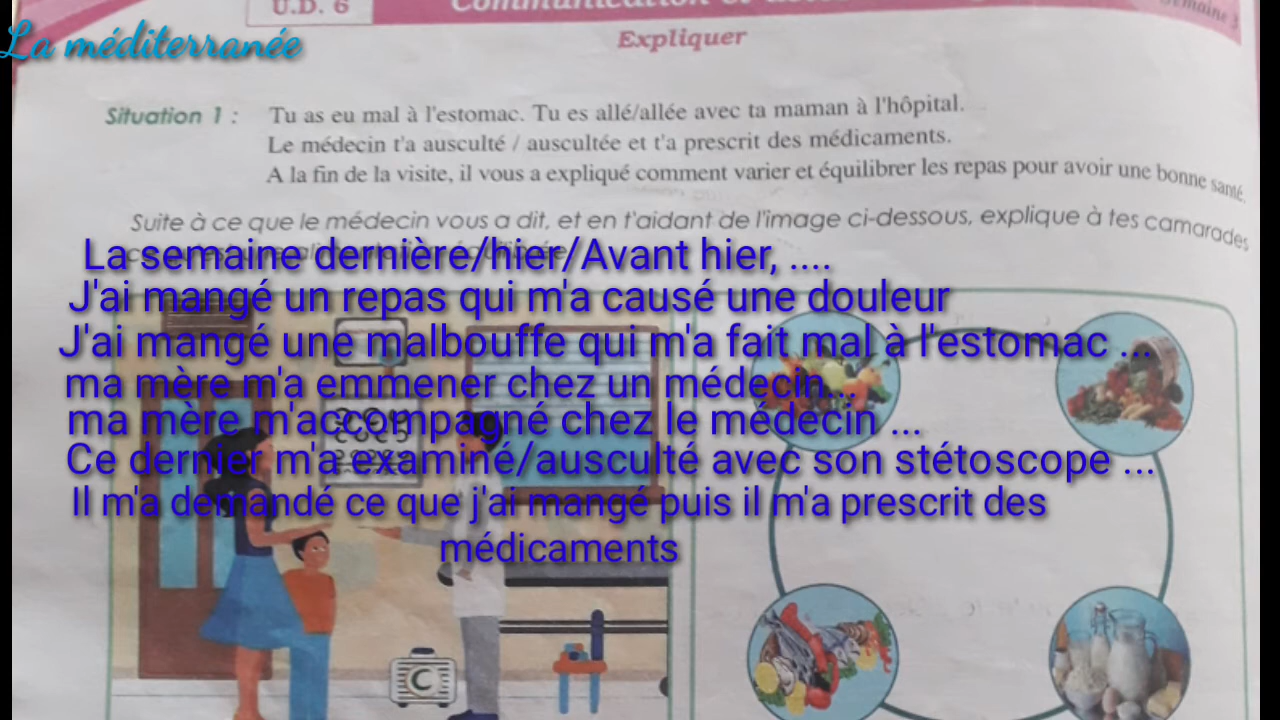 U.D. 6
Semaine 3
La méditerranée
Expliquer
Situation 1 : Tu as eu mal à l'estomac. Tu es allé/allée avec ta maman à l'hôpital.
Le médecin t'a ausculté / auscultée et t'a prescrit des médicaments.
A la fin de la visite, il vous a expliqué comment varier et équilibrer les repas pour avoir une bonne santé.
Suite à ce que le médecin vous a dit, et en t'aidant de l'image ci-dessous, explique à tes camarades
La semaine dernière/hier/Avant hier, ....
J'ai mangé un repas qui m'a causé une douleur
J'ai mangé une malbouffe qui m'a fait mal à l'estomac ...
ma mère m'a emmener chez un médecin...
ma mère m'accompagné chez le médecin ...
Ce dernier m'a examiné/ausculté avec son stétoscope ...
Il m'a demandé ce que j'ai mangé puis il m'a prescrit des
médicaments
C